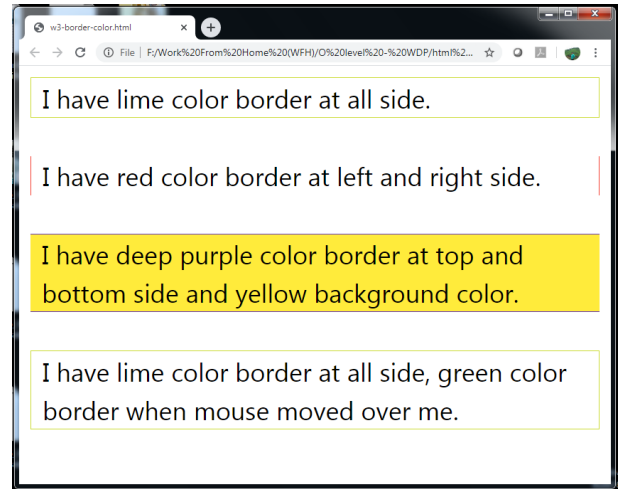 w3-border-color.html
File | F:/Work%20From%20Home%20(WFH)/O%20level%20-%20WDP/html%2...
I have lime color border at all side.
I have red color border at left and right side.
I have deep purple color border at top and
bottom side and yellow background color.
I have lime color border at all side, green color
border when mouse moved over me.